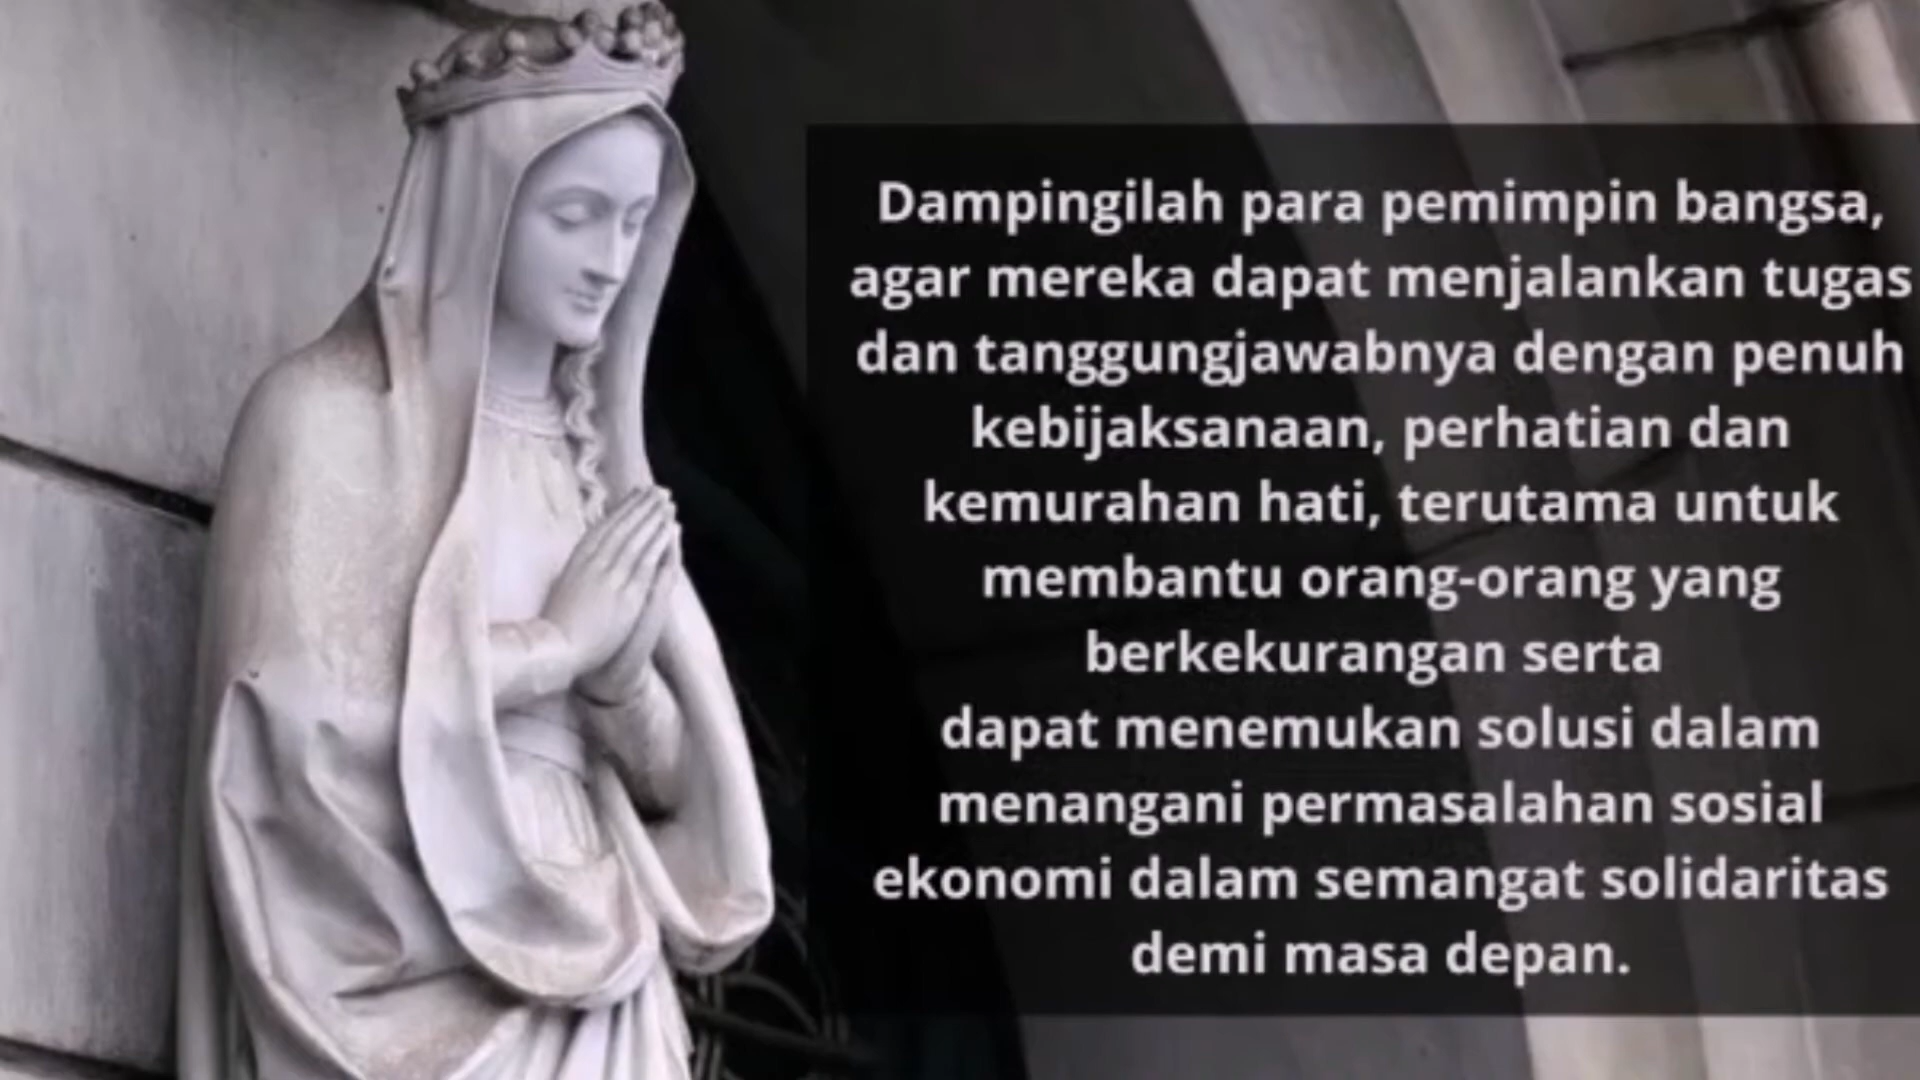 Dampingilah para pemimpin bangsa,
agar mereka dapat menjalankan tugas
dan tanggungjawabnya dengan penuh
kebijaksanaan, perhatian dan
kemurahan hati, terutama untuk
membantu orang-orang yang
berkekurangan serta
dapat menemukan solusi dalam
menangani permasalahan sosial
ekonomi dalam semangat solidaritas
demi masa depan.